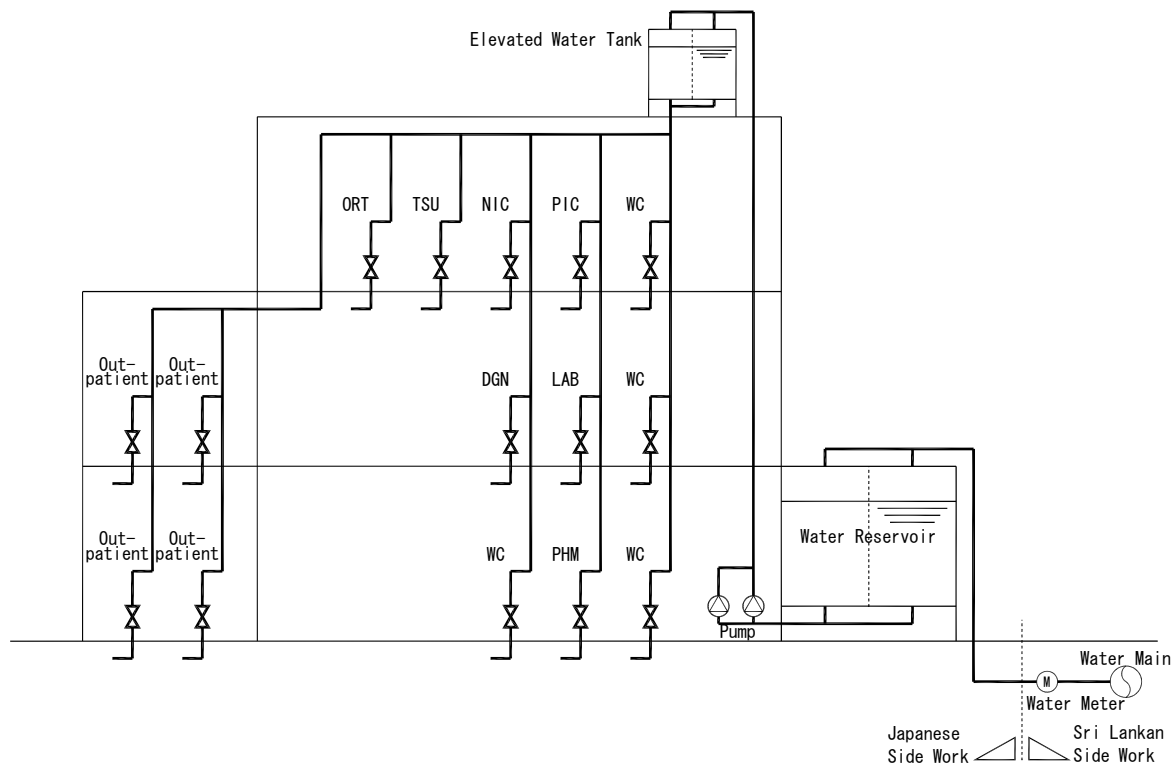 Elevated Water Tank
ORT
TSU
NIC
PIC
WC
Out-
patient
Out-
patient
DGN
LAB
WC
Out-
patient
Out-
patient
WC
PHM
WC
Water Reservoir
Pump
Water Main
M
Water Meter
Japanese
Side Work
Sri Lankan
Side Work